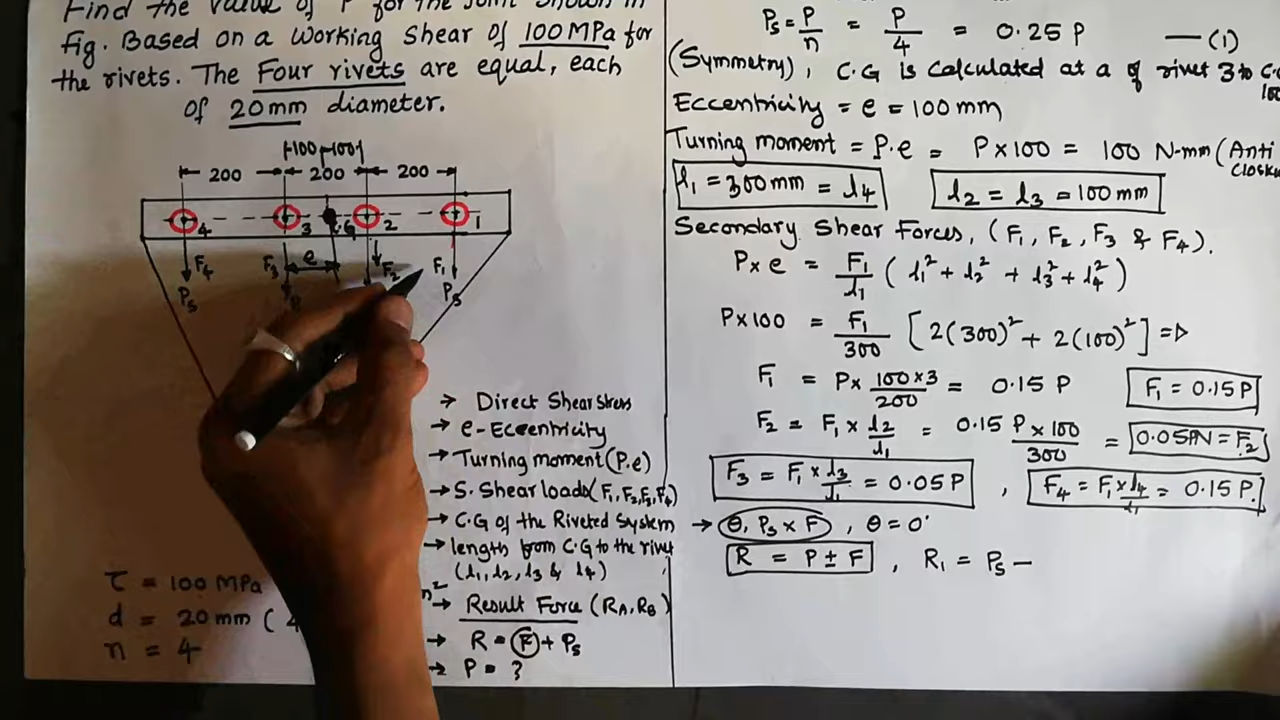 Find the value of P for the Joint shown in
Fig. Based on a Working Shear of 100 MPa for
the rivets. The Four rivets are equal, each
of 20mm diameter.
100 100
200 200 200
4 3 CG 2 1
F4 F3 e F2 F1
Ps Ps
τ = 100 MPa
d = 20 mm ( 4
n = 4
→ Direct Shear Stress
→ e-Eccentricity
→ Turning moment (P.e)
→ S. Shear loads (F1, F2, F3, F4)
→ C.G of the Riveted System
→ length from C.G to the rivet
(l1, l2, l3 & l4)
→ Result Force (RA, RB)
→ R = F + Ps
→ P = ?
Ps = P/n = P/4 = 0.25 P —(1)
(Symmetry), C.G is calculated at a of rivet 3 to C.G
100
Eccentricity = e = 100 mm
Turning moment = P.e = P×100 = 100 N-mm (Anti
Clockw
l1 = 300 mm = l4 l2 = l3 = 100 mm
Secondary Shear Forces, (F1, F2, F3 & F4).
P×e = F1/l1 (l1² + l2² + l3² + l4²)
P×100 = F1/300 [2(300)² + 2(100)²] ⇒
F1 = P× 100×3/200 = 0.15 P F1 = 0.15 P
F2 = F1 × l2/l1 = 0.15 P×100/300 = 0.05PN = F2
F3 = F1 × l3/l1 = 0.05 P , F4 = F1 × l4/l1 = 0.15 P.
→ θ, Ps × F , θ = 0°
R = P ± F , R1 = Ps –